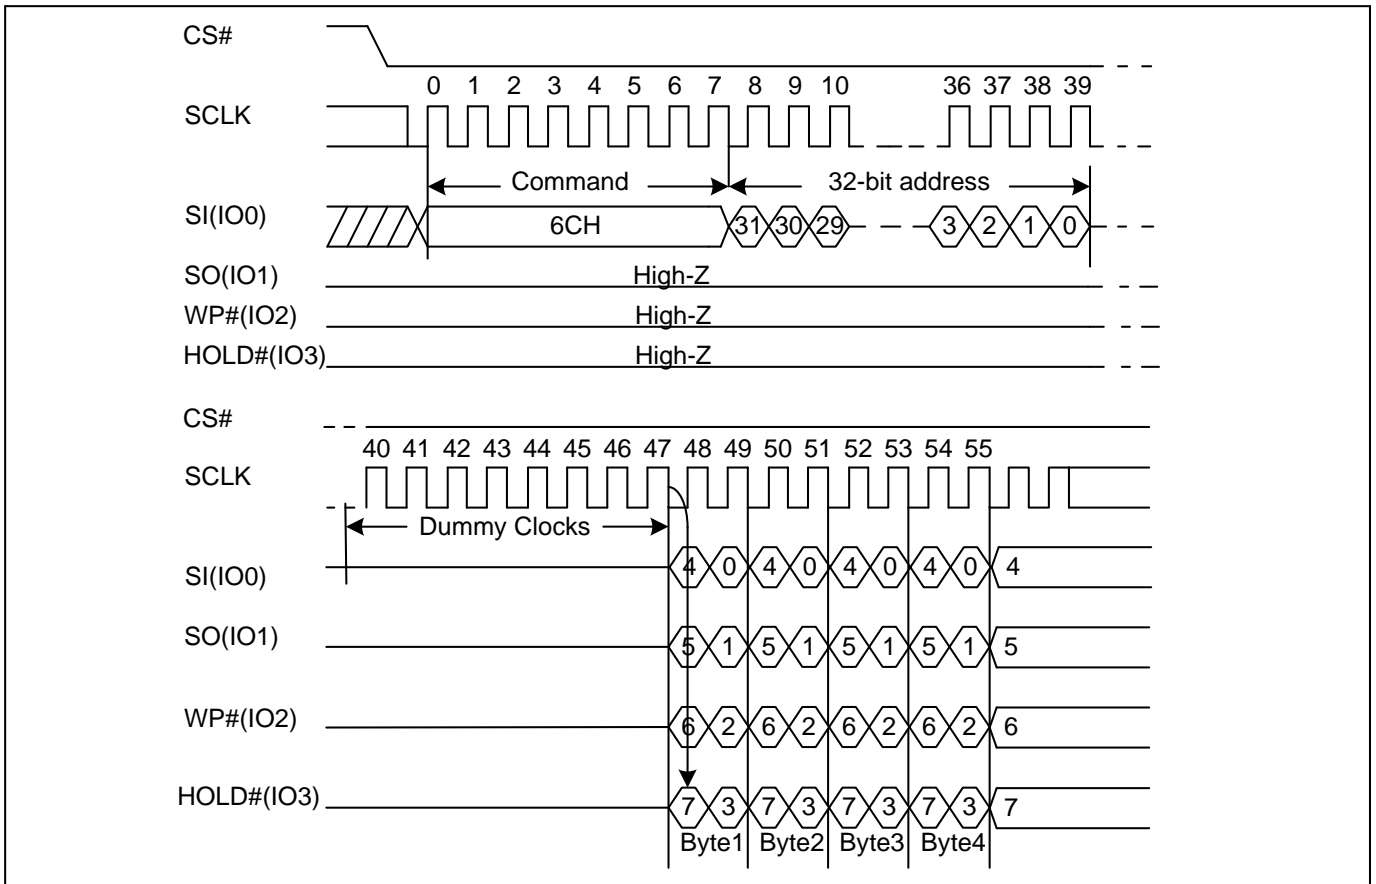 CS#
0 1 2 3 4 5 6 7 8 9 10 36 37 38 39
SCLK
Command 32-bit address
SI(IO0) 6CH 31 30 29 3 2 1 0
SO(IO1) High-Z
WP#(IO2) High-Z
HOLD#(IO3) High-Z
CS#
40 41 42 43 44 45 46 47 48 49 50 51 52 53 54 55
SCLK
Dummy Clocks
SI(IO0) 4 0 4 0 4 0 4 0 4
SO(IO1) 5 1 5 1 5 1 5 1 5
WP#(IO2) 6 2 6 2 6 2 6 2 6
HOLD#(IO3) 7 3 7 3 7 3 7 3 7
Byte1 Byte2 Byte3 Byte4